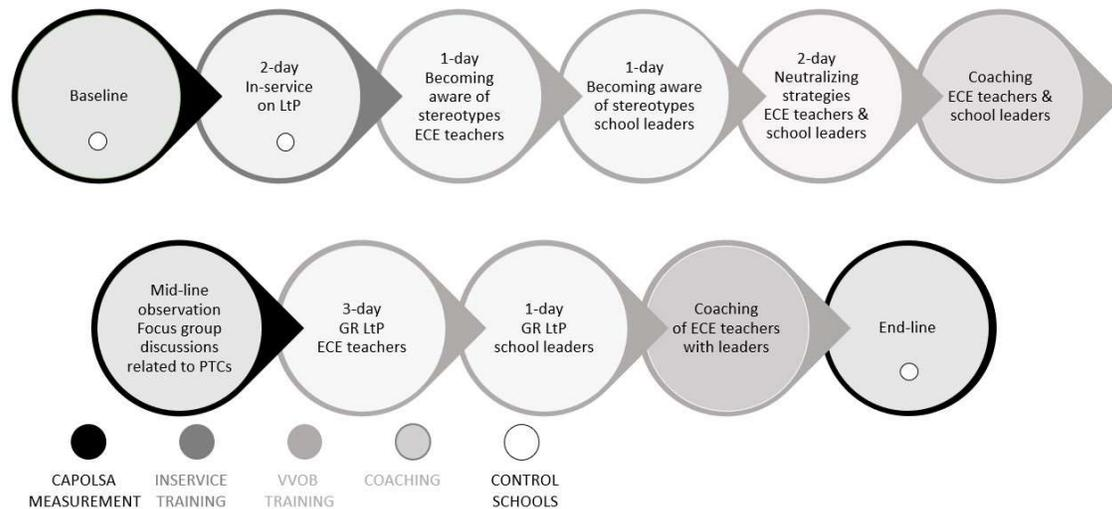 Baseline
2-day
In-service
on LtP
1-day
Becoming
aware of
stereotypes
ECE teachers
1-day
Becoming aware
of stereotypes
school leaders
2-day
Neutralizing
strategies
ECE teachers &
school leaders
Coaching
ECE teachers &
school leaders
Mid-line
observation
Focus group
discussions
related to PTCs
3-day
GR LtP
ECE teachers
1-day
GR LtP
school leaders
Coaching
of ECE teachers
with leaders
End-line
CAPOLSA
MEASUREMENT
INSERVICE
TRAINING
VVOB
TRAINING
COACHING
CONTROL
SCHOOLS